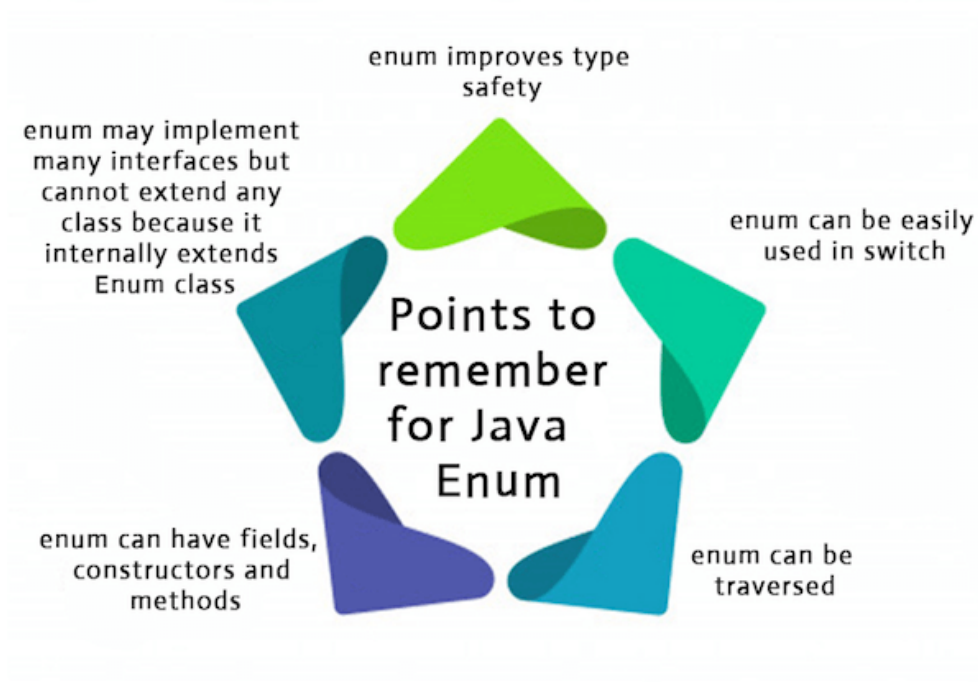 enum improves type
safety
enum may implement
many interfaces but
cannot extend any
class because it
internally extends
Enum class
enum can be easily
used in switch
Points to
remember
for Java
Enum
enum can have fields,
constructors and
methods
enum can be
traversed